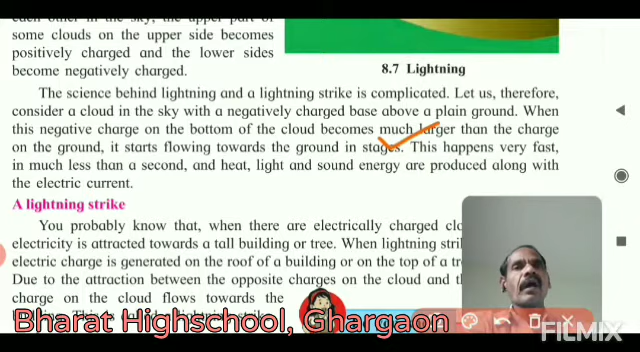 some clouds on the upper side becomes
positively charged and the lower sides
become negatively charged.
8.7 Lightning
The science behind lightning and a lightning strike is complicated. Let us, therefore,
consider a cloud in the sky with a negatively charged base above a plain ground. When
this negative charge on the bottom of the cloud becomes much larger than the charge
on the ground, it starts flowing towards the ground in stages. This happens very fast,
in much less than a second, and heat, light and sound energy are produced along with
the electric current.
A lightning strike
You probably know that, when there are electrically charged
electricity is attracted towards a tall building or tree. When lightning
electric charge is generated on the roof of a building or on the top of a
Due to the attraction between the opposite charges on the cloud and
charge on the cloud flows towards the
Bharat Highschool, Ghargaon
FILMIX